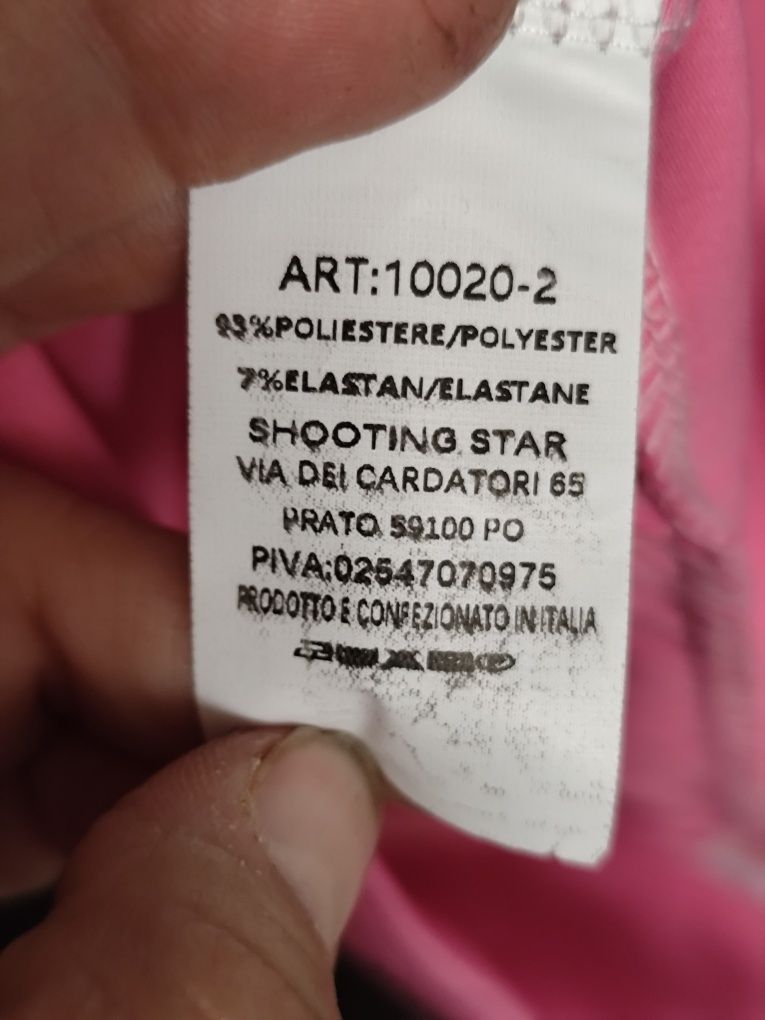 ART:10020-2
93%POLIESTERE/POLYESTER
7%ELASTAN/ELASTANE
SHOOTING STAR
VIA DEI CARDATORI 65
PRATO 59100 PO
PIVA:02547070975
PRODOTTO E CONFEZIONATO IN ITALIA